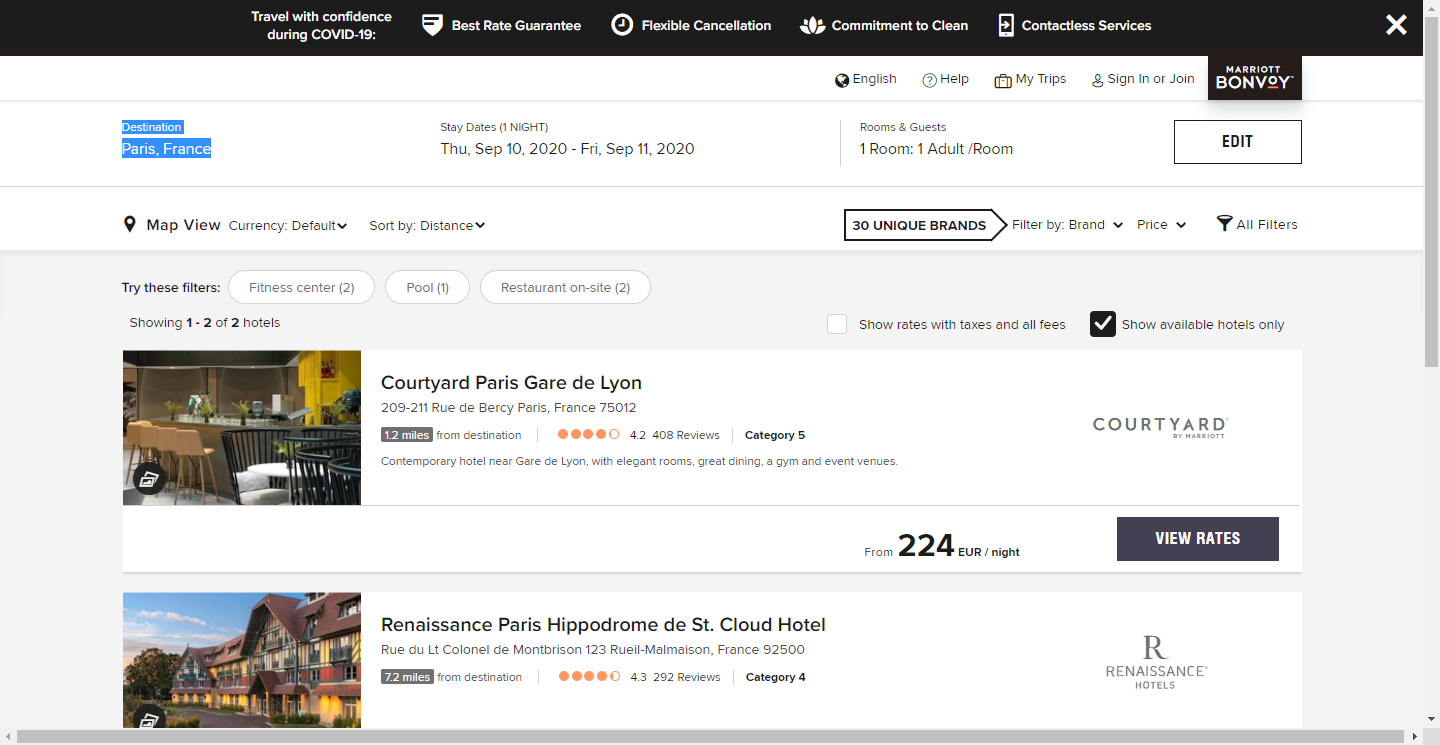 Travel with confidence
during COVID-19:
Best Rate Guarantee
Flexible Cancellation
Commitment to Clean
Contactless Services
English
Help
My Trips
Sign In or Join
MARRIOTT
BONVOY™
Destination
Paris, France
Stay Dates (1 NIGHT)
Thu, Sep 10, 2020 - Fri, Sep 11, 2020
Rooms & Guests
1 Room: 1 Adult /Room
EDIT
Map View
Currency: Default
Sort by: Distance
30 UNIQUE BRANDS
Filter by: Brand
Price
All Filters
Try these filters:
Fitness center (2)
Pool (1)
Restaurant on-site (2)
Showing 1 - 2 of 2 hotels
Show rates with taxes and all fees
Show available hotels only
Courtyard Paris Gare de Lyon
209-211 Rue de Bercy Paris, France 75012
1.2 miles from destination
4.2 408 Reviews
Category 5
Contemporary hotel near Gare de Lyon, with elegant rooms, great dining, a gym and event venues.
COURTYARD®
BY MARRIOTT
From 224 EUR / night
VIEW RATES
Renaissance Paris Hippodrome de St. Cloud Hotel
Rue du Lt Colonel de Montbrison 123 Rueil-Malmaison, France 92500
7.2 miles from destination
4.3 292 Reviews
Category 4
R
RENAISSANCE®
HOTELS